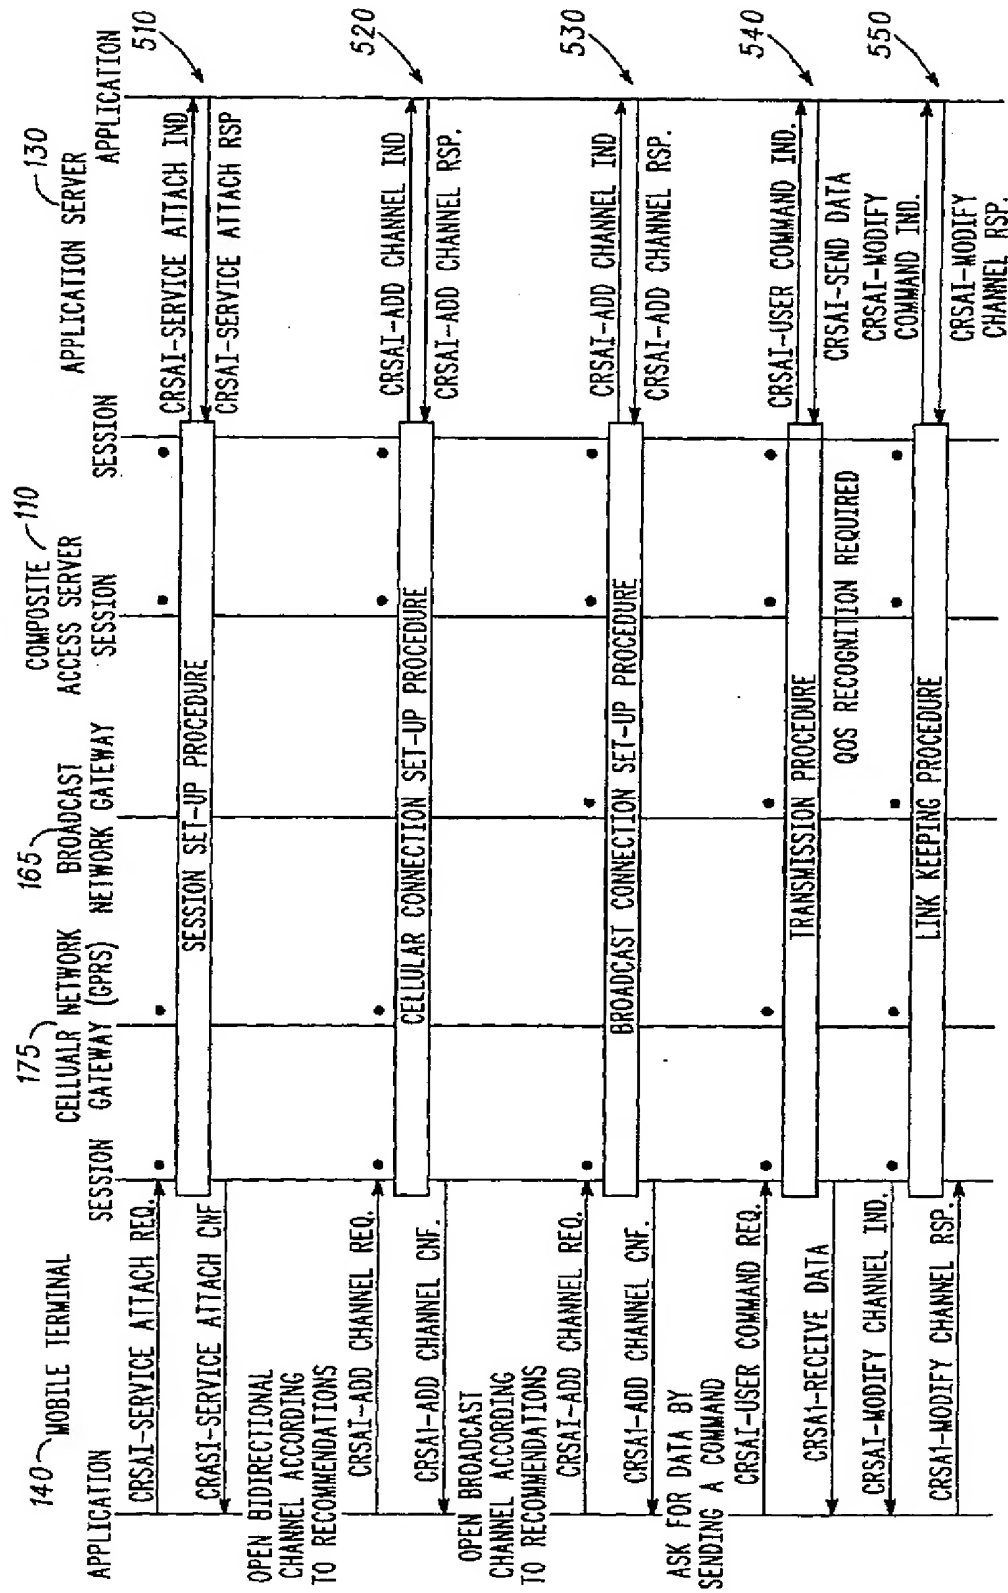 140
MOBILE TERMINAL
APPLICATION
SESSION
175
CELLUALR NETWORK
GATEWAY (GPRS)
165
BROADCAST
NETWORK GATEWAY
COMPOSITE
110
ACCESS SERVER
SESSION
SESSION
APPLICATION SERVER
130
APPLICATION
CRSAI-SERVICE ATTACH REQ.
CRASI-SERVICE ATTACH CNF
SESSION SET-UP PROCEDURE
CRSAI-SERVICE ATTACH IND
CRSAI-SERVICE ATTACH RSP
510
OPEN BIDIRECTIONAL
CHANNEL ACCORDING
TO RECOMMENDATIONS
CRSAI-ADD CHANNEL REQ.
CRSA1-ADD CHANNEL CNF.
CELLULAR CONNECTION SET-UP PROCEDURE
CRSAI-ADD CHANNEL IND
CRSAI-ADD CHANNEL RSP.
520
OPEN BROADCAST
CHANNEL ACCORDING
TO RECOMMENDATIONS
CRSAI-ADD CHANNEL REQ.
CRSA1-ADD CHANNEL CNF.
BROADCAST CONNECTION SET-UP PROCEDURE
CRSAI-ADD CHANNEL IND
CRSAI-ADD CHANNEL RSP.
530
ASK FOR DATA BY
SENDING A COMMAND
CRSAI-USER COMMAND REQ.
CRSA1-RECEIVE DATA
TRANSMISSION PROCEDURE
QOS RECOGNITION REQUIRED
CRSAI-USER COMMAND IND.
CRSAI-SEND DATA
540
CRSAI-MODIFY CHANNEL IND.
CRSA1-MODIFY CHANNEL RSP.
LINK KEEPING PROCEDURE
CRSAI-MODIFY
COMMAND IND.
CRSAI-MODIFY
CHANNEL RSP.
550